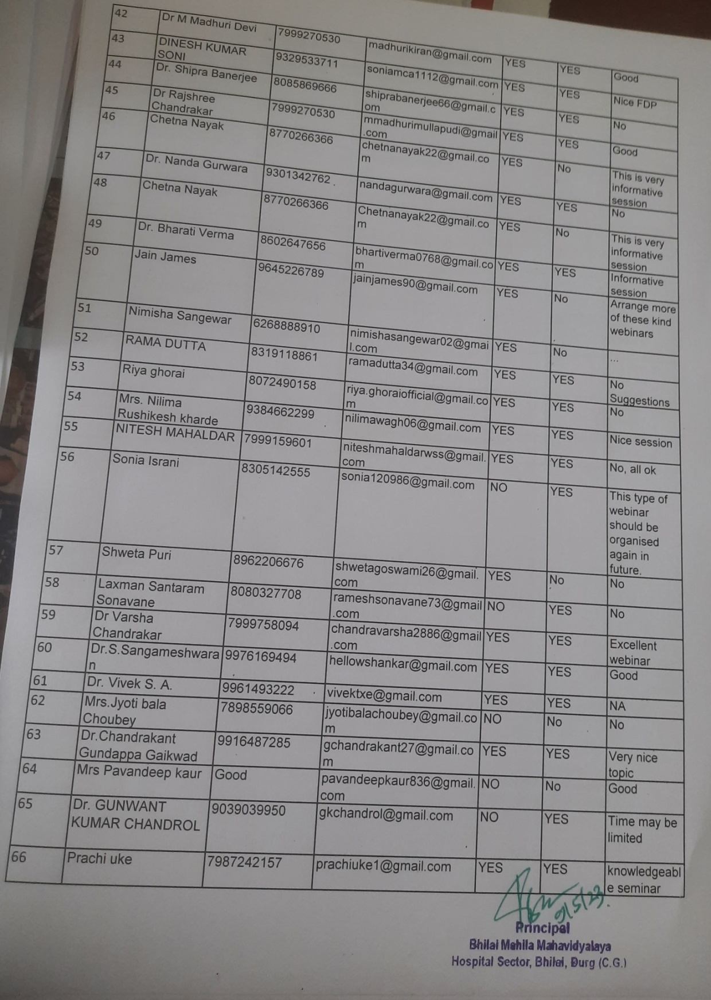 42 Dr M Madhuri Devi 7999270530 madhurikiran@gmail.com YES YES Good
43 DINESH KUMAR 9329533711 soniamca1112@gmail.com YES YES Nice FDP
SONI
44 Dr. Shipra Banerjee 8085869666 shiprabanerjee66@gmail.c YES YES No
om
45 Dr Rajshree 7999270530 mmadhurimullapudi@gmail YES YES Good
Chandrakar .com
46 Chetna Nayak 8770266366 chetnanayak22@gmail.co YES No This is very
m informative
session
47 Dr. Nanda Gurwara 9301342762 nandagurwara@gmail.com YES YES No
48 Chetna Nayak 8770266366 Chetnanayak22@gmail.co YES No This is very
m informative
session
49 Dr. Bharati Verma 8602647656 bhartiverma0768@gmail.co YES YES Informative
m session
50 Jain James 9645226789 jainjames90@gmail.com YES No Arrange more
of these kind
webinars
51 Nimisha Sangewar 6268888910 nimishasangewar02@gmai YES No ...
l.com
52 RAMA DUTTA 8319118861 ramadutta34@gmail.com YES YES No
Suggestions
53 Riya ghorai 8072490158 riya.ghoraiofficial@gmail.co YES YES No
m
54 Mrs. Nilima 9384662299 nilimawagh06@gmail.com YES YES Nice session
Rushikesh kharde
55 NITESH MAHALDAR 7999159601 niteshmahaldarwss@gmail. YES YES No, all ok
com
56 Sonia Israni 8305142555 sonia120986@gmail.com NO YES This type of
webinar
should be
organised
again in
future.
57 Shweta Puri 8962206676 shwetagoswami26@gmail. YES No No
com
58 Laxman Santaram 8080327708 rameshsonavane73@gmail NO YES No
Sonavane .com
59 Dr Varsha 7999758094 chandravarsha2886@gmail YES YES Excellent
Chandrakar .com webinar
60 Dr.S.Sangameshwara 9976169494 hellowshankar@gmail.com YES YES Good
n
61 Dr. Vivek S. A. 9961493222 vivektxe@gmail.com YES YES NA
62 Mrs.Jyoti bala 7898559066 jyotibalachoubey@gmail.co NO No No
Choubey m
63 Dr.Chandrakant 9916487285 gchandrakant27@gmail.co YES YES Very nice
Gundappa Gaikwad m topic
64 Mrs Pavandeep kaur Good pavandeepkaur836@gmail. NO No Good
com
65 Dr. GUNWANT 9039039950 gkchandrol@gmail.com NO YES Time may be
KUMAR CHANDROL limited
66 Prachi uke 7987242157 prachiuke1@gmail.com YES YES knowledgeabl
e seminar
9/5/23.
Principal
Bhilai Mahila Mahavidyalaya
Hospital Sector, Bhilai, Durg (C.G.)